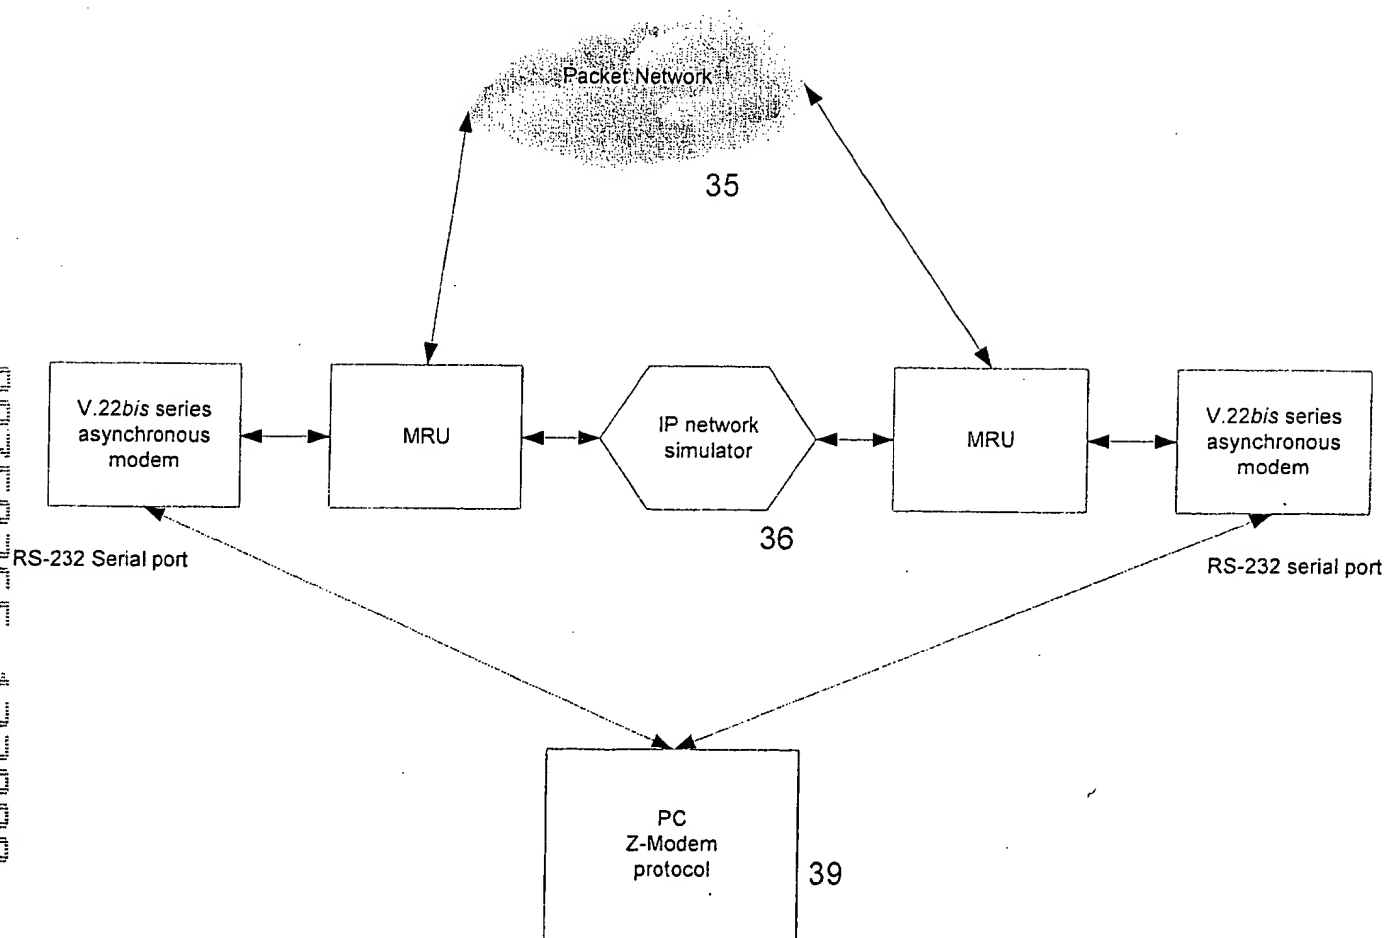 Packet Network
35
V.22bis series
asynchronous
modem
MRU
IP network
simulator
MRU
V.22bis series
asynchronous
modem
36
RS-232 Serial port
RS-232 serial port
PC
Z-Modem
protocol
39